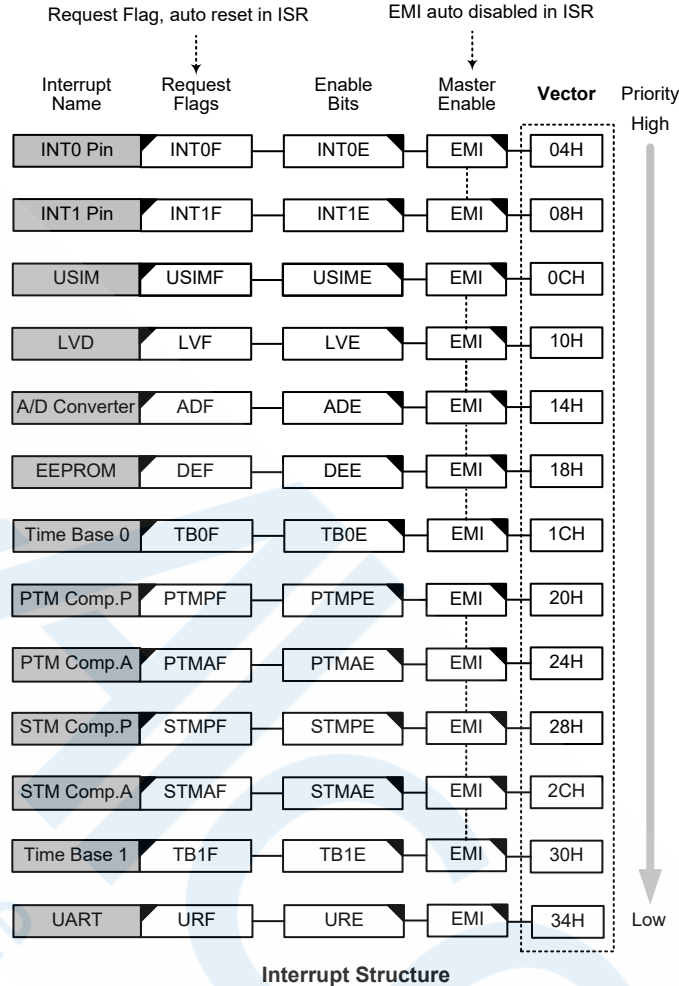 Request Flag, auto reset in ISR
EMI auto disabled in ISR
Interrupt Name
Request Flags
Enable Bits
Master Enable
Vector
Priority
High
INT0 Pin INT0F INT0E EMI 04H
INT1 Pin INT1F INT1E EMI 08H
USIM USIMF USIME EMI 0CH
LVD LVF LVE EMI 10H
A/D Converter ADF ADE EMI 14H
EEPROM DEF DEE EMI 18H
Time Base 0 TB0F TB0E EMI 1CH
PTM Comp.P PTMPF PTMPE EMI 20H
PTM Comp.A PTMAF PTMAE EMI 24H
STM Comp.P STMPF STMPE EMI 28H
STM Comp.A STMAF STMAE EMI 2CH
Time Base 1 TB1F TB1E EMI 30H
UART URF URE EMI 34H
Low
Interrupt Structure